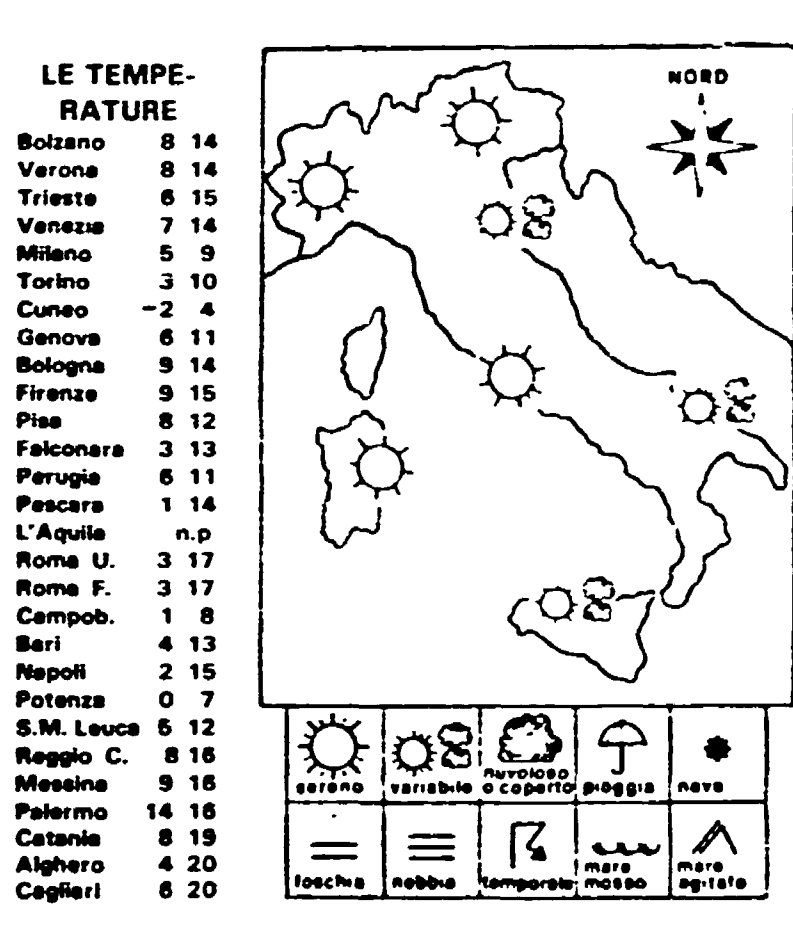 LE TEMPE-
RATURE
Bolzano 8 14
Verona 8 14
Trieste 6 15
Venezia 7 14
Milano 5 9
Torino 3 10
Cuneo -2 4
Genova 6 11
Bologna 9 14
Firenze 9 15
Pisa 8 12
Falconara 3 13
Perugia 6 11
Pescara 1 14
L'Aquila n.p
Roma U. 3 17
Roma F. 3 17
Campob. 1 8
Bari 4 13
Napoli 2 15
Potenza 0 7
S.M. Leuca 5 12
Reggio C. 8 16
Messina 9 16
Palermo 14 16
Catania 8 19
Alghero 4 20
Cagliari 6 20
NORD
sereno
variabile
nuvoloso
o coperto
pioggia
neve
foschia
nebbia
temporale
mare
mosso
mare
agitato